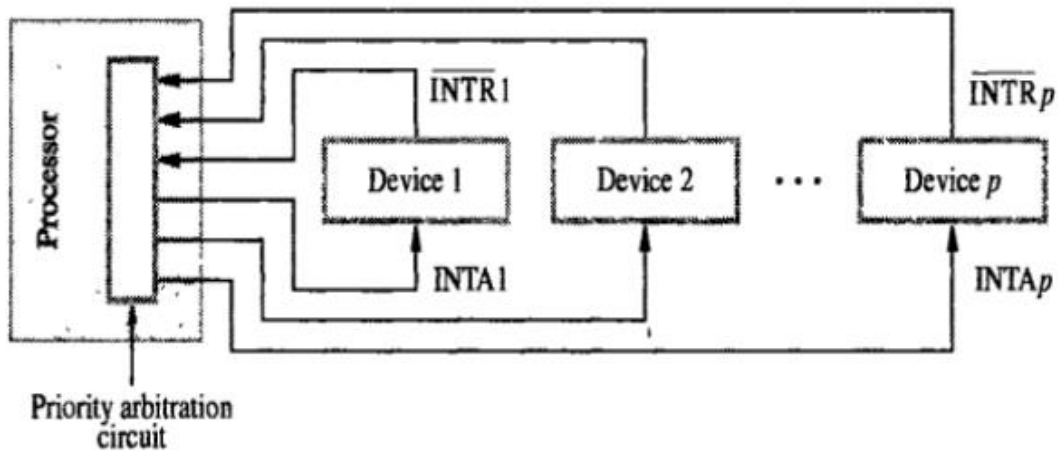 INTR1
INTRp
Processor
Device 1
Device 2
...
Device p
INTA1
INTAp
Priority arbitration
circuit